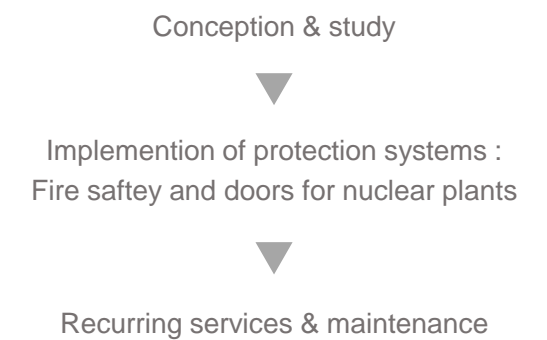 Conception & study
Implemention of protection systems :
Fire saftey and doors for nuclear plants
Recurring services & maintenance